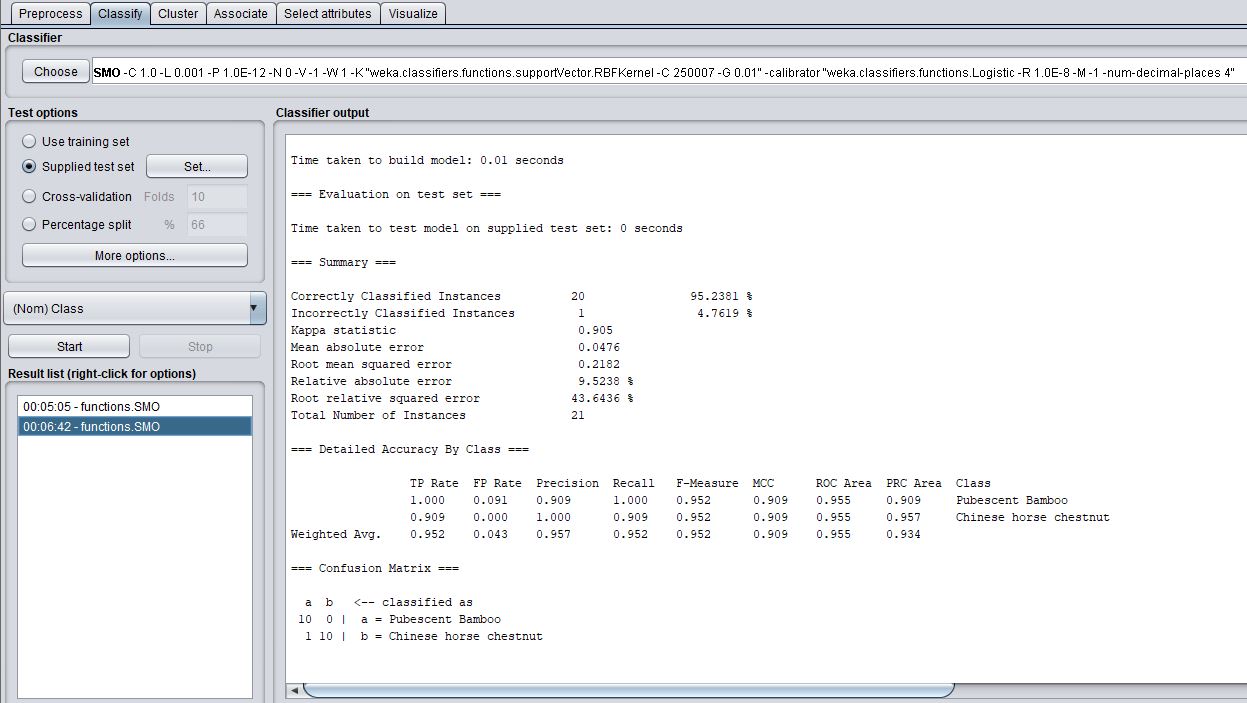 Preprocess Classify Cluster Associate Select attributes Visualize
Classifier
Choose SMO -C 1.0 -L 0.001 -P 1.0E-12 -N 0 -V -1 -W 1 -K "weka.classifiers.functions.supportVector.RBFKernel -C 250007 -G 0.01" -calibrator "weka.classifiers.functions.Logistic -R 1.0E-8 -M -1 -num-decimal-places 4"
Test options
Use training set
Supplied test set Set...
Cross-validation Folds 10
Percentage split % 66
More options...
(Nom) Class
Start Stop
Result list (right-click for options)
00:05:05 - functions.SMO
00:06:42 - functions.SMO
Classifier output
Time taken to build model: 0.01 seconds
=== Evaluation on test set ===
Time taken to test model on supplied test set: 0 seconds
=== Summary ===
Correctly Classified Instances 20 95.2381 %
Incorrectly Classified Instances 1 4.7619 %
Kappa statistic 0.905
Mean absolute error 0.0476
Root mean squared error 0.2182
Relative absolute error 9.5238 %
Root relative squared error 43.6436 %
Total Number of Instances 21
=== Detailed Accuracy By Class ===
TP Rate FP Rate Precision Recall F-Measure MCC ROC Area PRC Area Class
1.000 0.091 0.909 1.000 0.952 0.909 0.955 0.909 Pubescent Bamboo
0.909 0.000 1.000 0.909 0.952 0.909 0.955 0.957 Chinese horse chestnut
Weighted Avg. 0.952 0.043 0.957 0.952 0.952 0.909 0.955 0.934
=== Confusion Matrix ===
a b <-- classified as
10 0 | a = Pubescent Bamboo
1 10 | b = Chinese horse chestnut